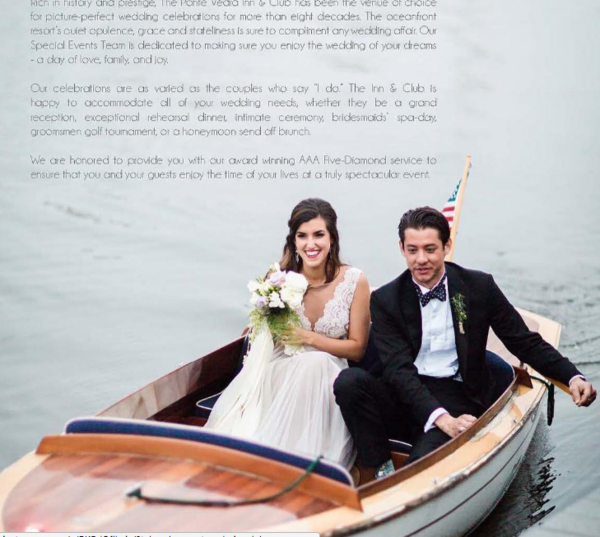 Rich in history and prestige, The Ponte Vedra Inn & Club has been the venue of choice
for picture-perfect wedding celebrations for more than eight decades. The oceanfront
resort's quiet opulence, grace and stateliness is sure to compliment any wedding affair. Our
Special Events Team is dedicated to making sure you enjoy the wedding of your dreams
- a day of love, family, and joy.
Our celebrations are as varied as the couples who say "I do." The Inn & Club is
happy to accommodate all of your wedding needs, whether they be a grand
reception, exceptional rehearsal dinner, intimate ceremony, bridesmaids' spa-day,
groomsmen golf tournament, or a honeymoon send off brunch.
We are honored to provide you with our award winning AAA Five-Diamond service to
ensure that you and your guests enjoy the time of your lives at a truly spectacular event.